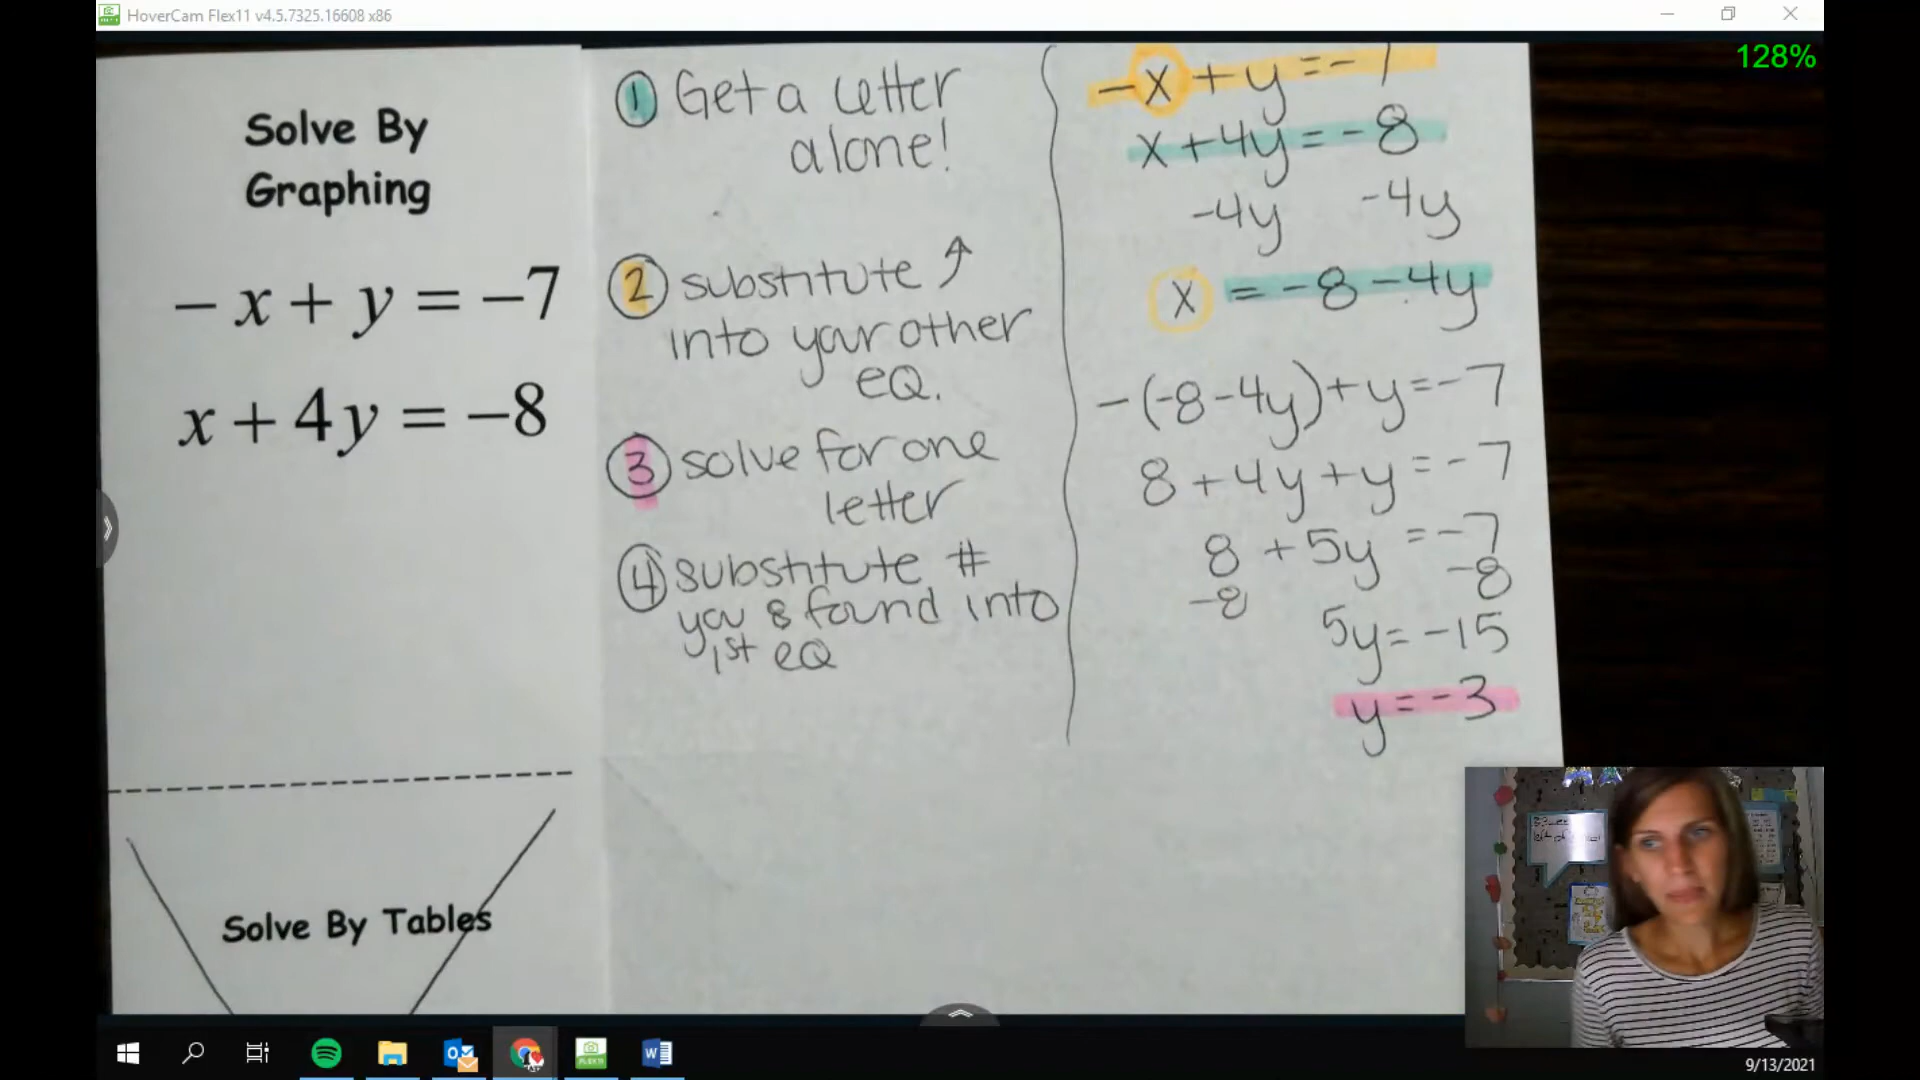 HoverCam Flex11 v4.5.7325.16608 x86
128%
Solve By
Graphing
− x + y = −7
x + 4y = −8
Solve By Tables
① Get a letter
alone!
② substitute ↑
into your other
eQ.
③ solve for one
letter
④ substitute #
you 8 found into
1st eQ
-x + y = -7
x + 4y = -8
-4y -4y
x = -8 - 4y
-(-8-4y)+y=-7
8 + 4y + y = -7
8 + 5y = -7
-8 -8
5y = -15
y = -3
FLEX11
9/13/2021